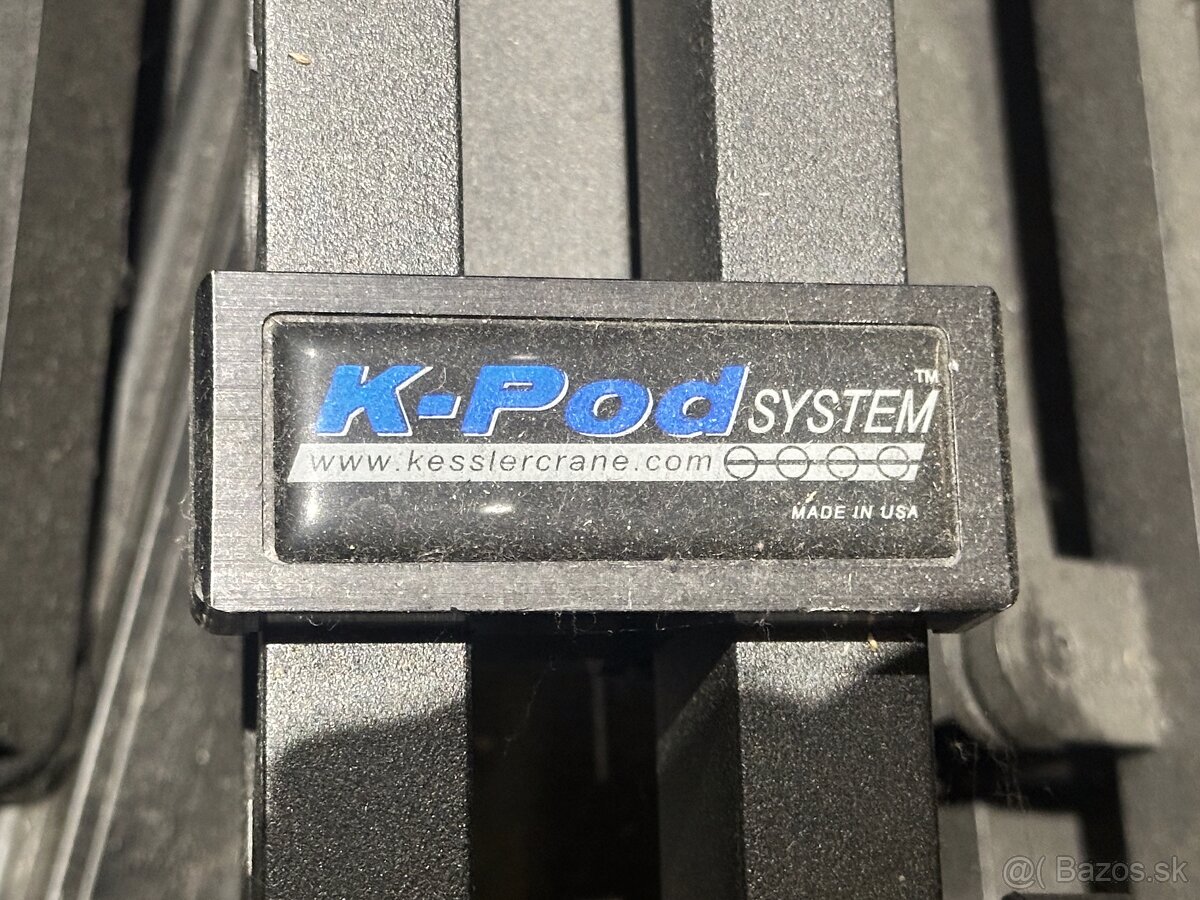 K-Pod SYSTEM™
www.kesslercrane.com
MADE IN USA
@( Bazos.sk